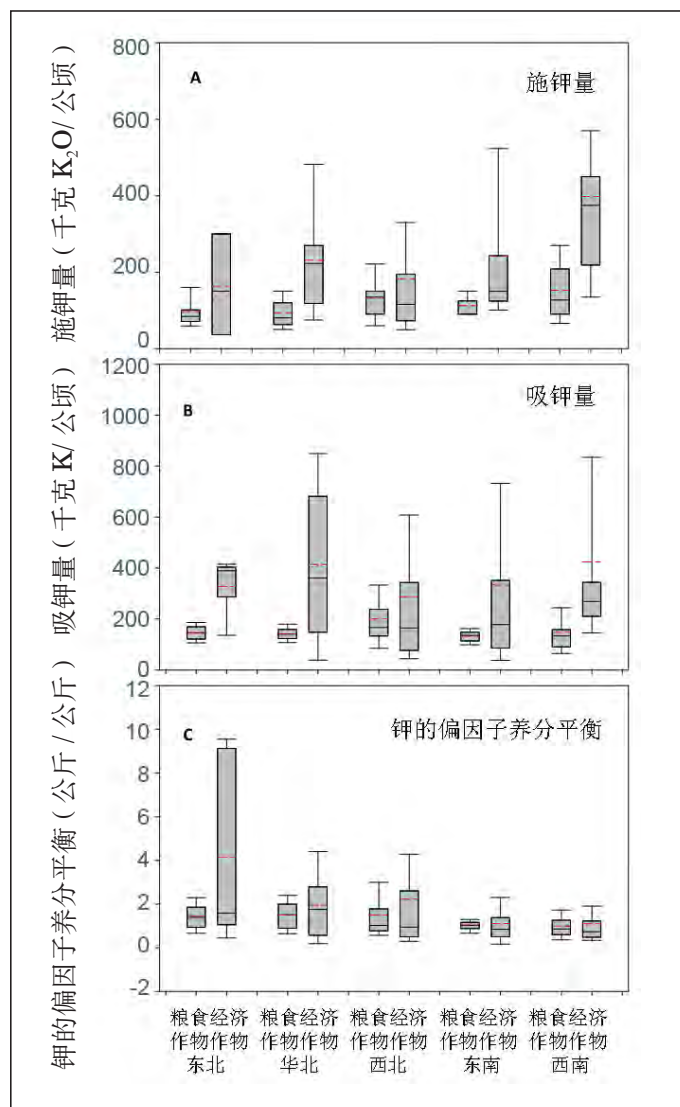 施钾量（千克 K₂O/公顷）
800
600
400
200
0
A
施钾量
吸钾量（千克 K/公顷）
1200
1000
800
600
400
200
0
B
吸钾量
钾的偏因子养分平衡（公斤/公斤）
12
10
8
6
4
2
0
-2
C
钾的偏因子养分平衡
粮食经济 粮食经济 粮食经济 粮食经济 粮食经济
作物作物 作物作物 作物作物 作物作物 作物作物
东北 华北 西北 东南 西南